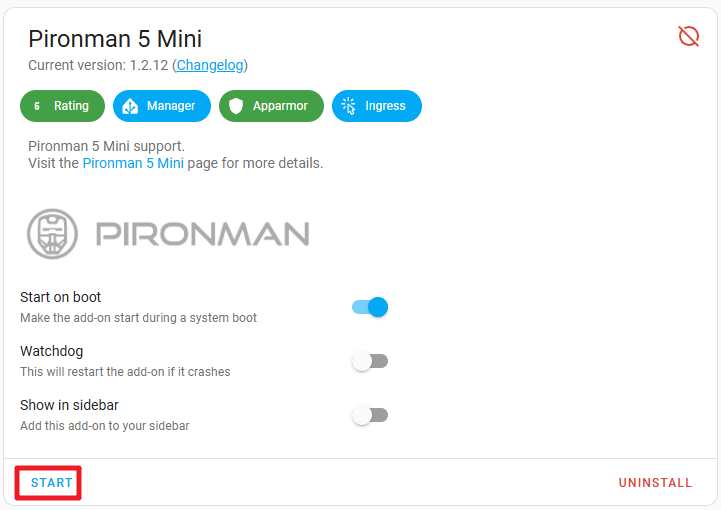 Pironman 5 Mini
Current version: 1.2.12 (Changelog)
6 Rating Manager Apparmor Ingress
Pironman 5 Mini support.
Visit the Pironman 5 Mini page for more details.
PIRONMAN
Start on boot
Make the add-on start during a system boot
Watchdog
This will restart the add-on if it crashes
Show in sidebar
Add this add-on to your sidebar
START UNINSTALL